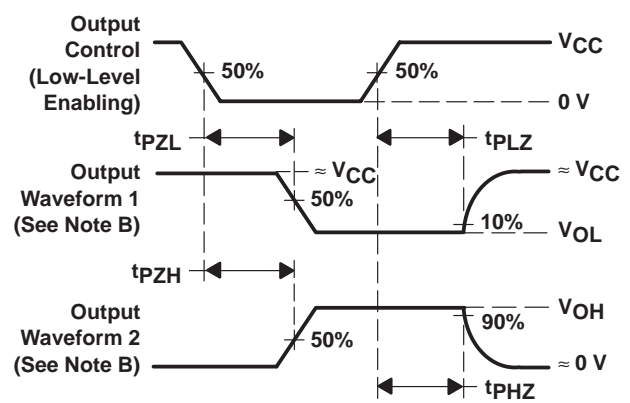 Output
Control
(Low-Level
Enabling)
50%
50%
VCC
0 V
tPZL
tPLZ
Output
Waveform 1
(See Note B)
≈ VCC
50%
≈ VCC
10%
VOL
tPZH
Output
Waveform 2
(See Note B)
50%
VOH
90%
≈ 0 V
tPHZ